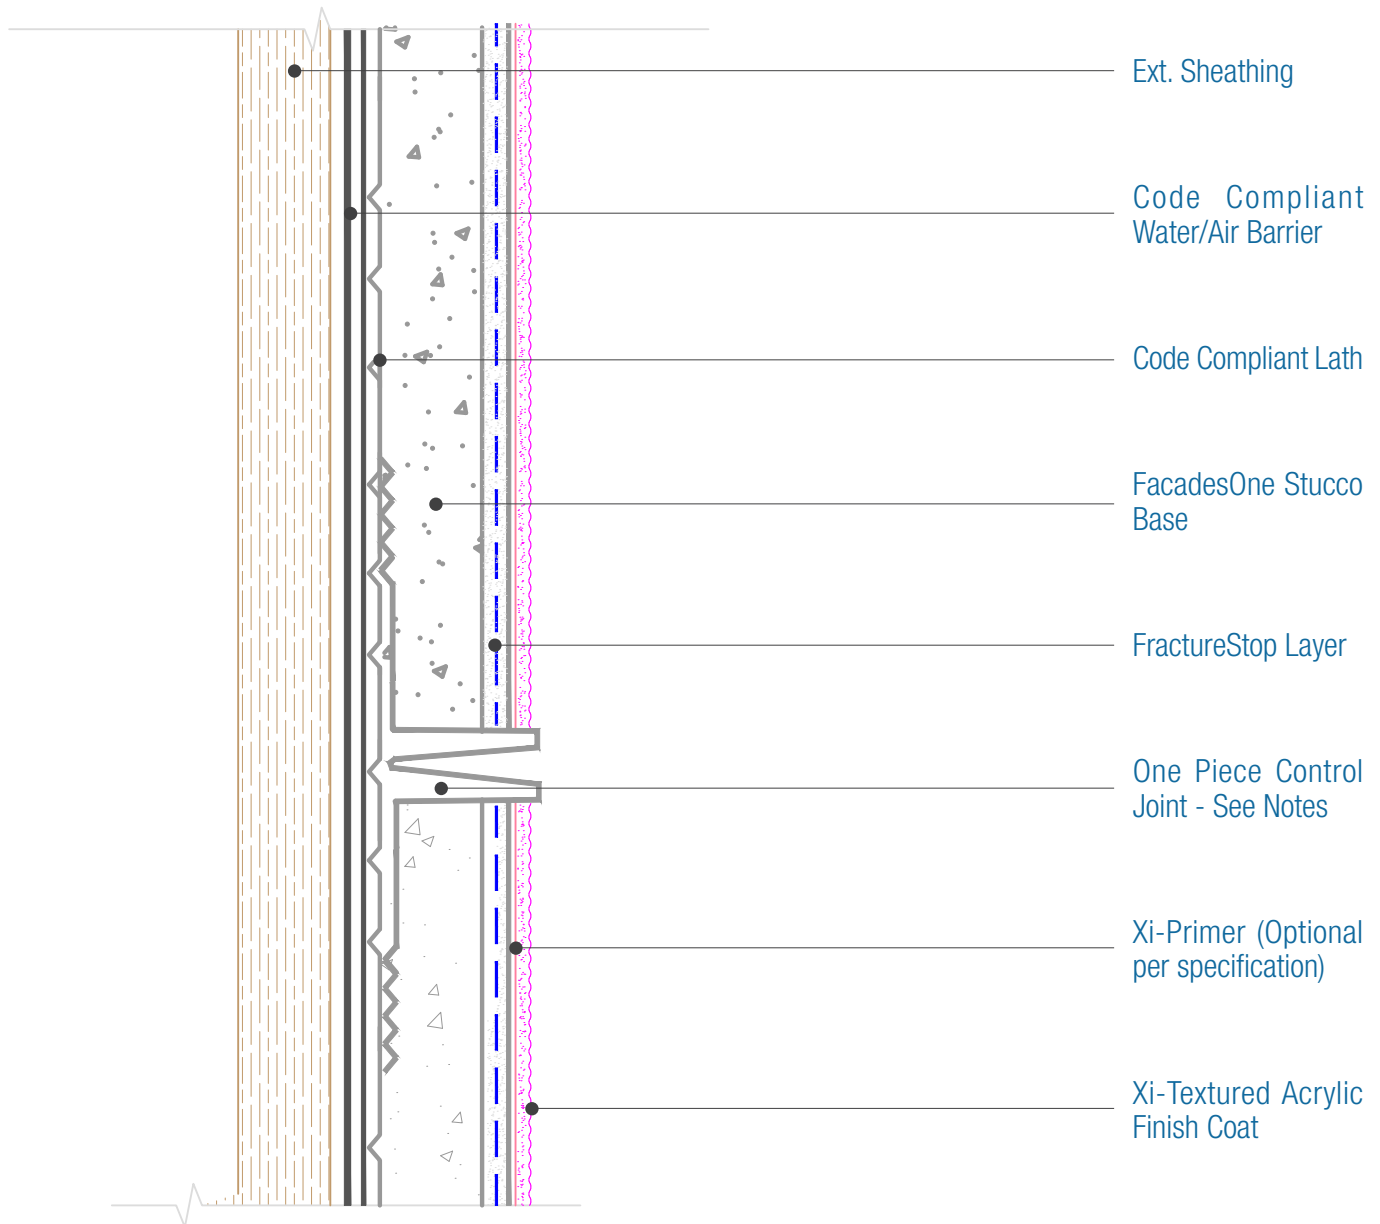 Ext. Sheathing
Code Compliant
Water/Air Barrier
Code Compliant Lath
FacadesOne Stucco
Base
FractureStop Layer
One Piece Control
Joint - See Notes
Xi-Primer (Optional
per specification)
Xi-Textured Acrylic
Finish Coat